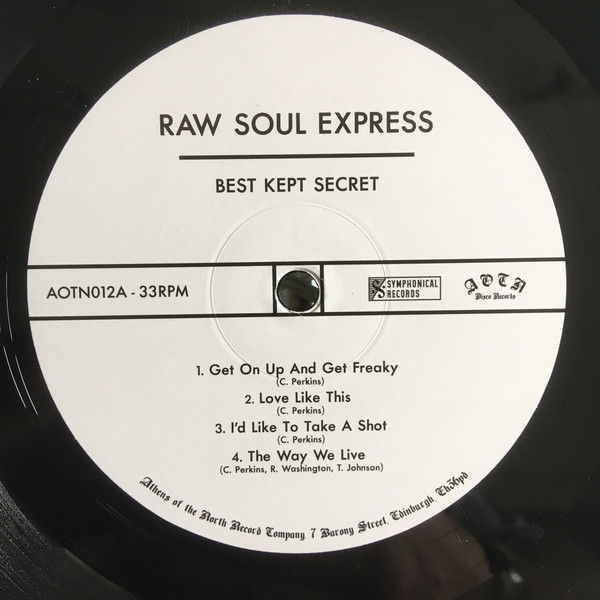 RAW SOUL EXPRESS
BEST KEPT SECRET
AOTN012A - 33RPM
SYMPHONICAL
RECORDS
AOTN
Disco Records
1. Get On Up And Get Freaky
(C. Perkins)
2. Love Like This
(C. Perkins)
3. I'd Like To Take A Shot
(C. Perkins)
4. The Way We Live
(C. Perkins, R. Washington, T. Johnson)
Athens of the North Record Company 7 Barony Street, Edinburgh, Eh36pd